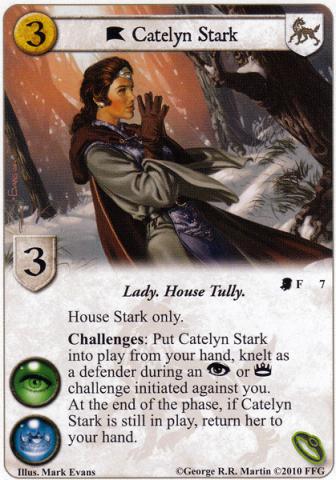 3
Catelyn Stark
3
Lady. House Tully.
F 7
House Stark only.
Challenges: Put Catelyn Stark
into play from your hand, knelt as
a defender during an or
challenge initiated against you.
At the end of the phase, if Catelyn
Stark is still in play, return her to
your hand.
Illus. Mark Evans
©George R.R. Martin ©2010 FFG